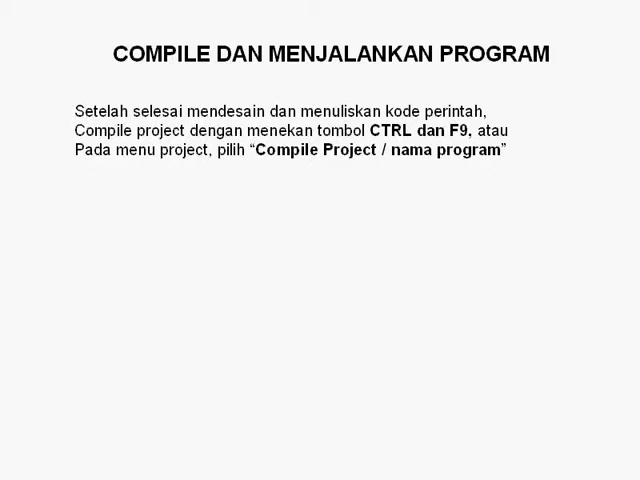 COMPILE DAN MENJALANKAN PROGRAM
Setelah selesai mendesain dan menuliskan kode perintah,
Compile project dengan menekan tombol CTRL dan F9, atau
Pada menu project, pilih “Compile Project / nama program”